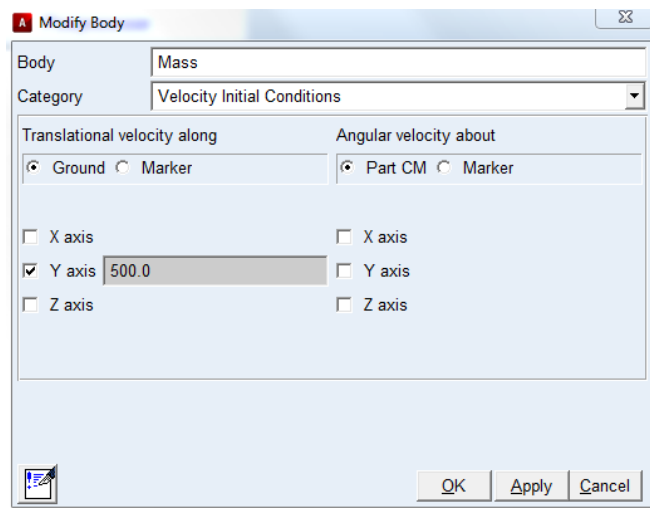 Modify Body
Body Mass
Category Velocity Initial Conditions
Translational velocity along Angular velocity about
Ground Marker Part CM Marker
X axis X axis
Y axis 500.0 Y axis
Z axis Z axis
OK Apply Cancel